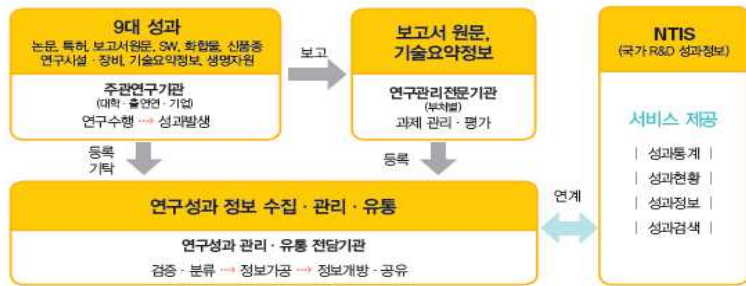 9대 성과
논문, 특허, 보고서원문, SW, 화합물, 신품종
연구시설 · 장비, 기술요약정보, 생명자원
주관연구기관
(대학 · 출연연 · 기업)
연구수행 ⋯→ 성과발생
보고
보고서 원문,
기술요약정보
연구관리전문기관
(부처별)
과제 관리 · 평가
등록
기탁
등록
연구성과 정보 수집 · 관리 · 유통
연구성과 관리 · 유통 전담기관
검증 · 분류 ⋯→ 정보가공 ⋯→ 정보개방 · 공유
연계
NTIS
(국가 R&D 성과정보)
서비스 제공
| 성과통계 |
| 성과현황 |
| 성과정보 |
| 성과검색 |